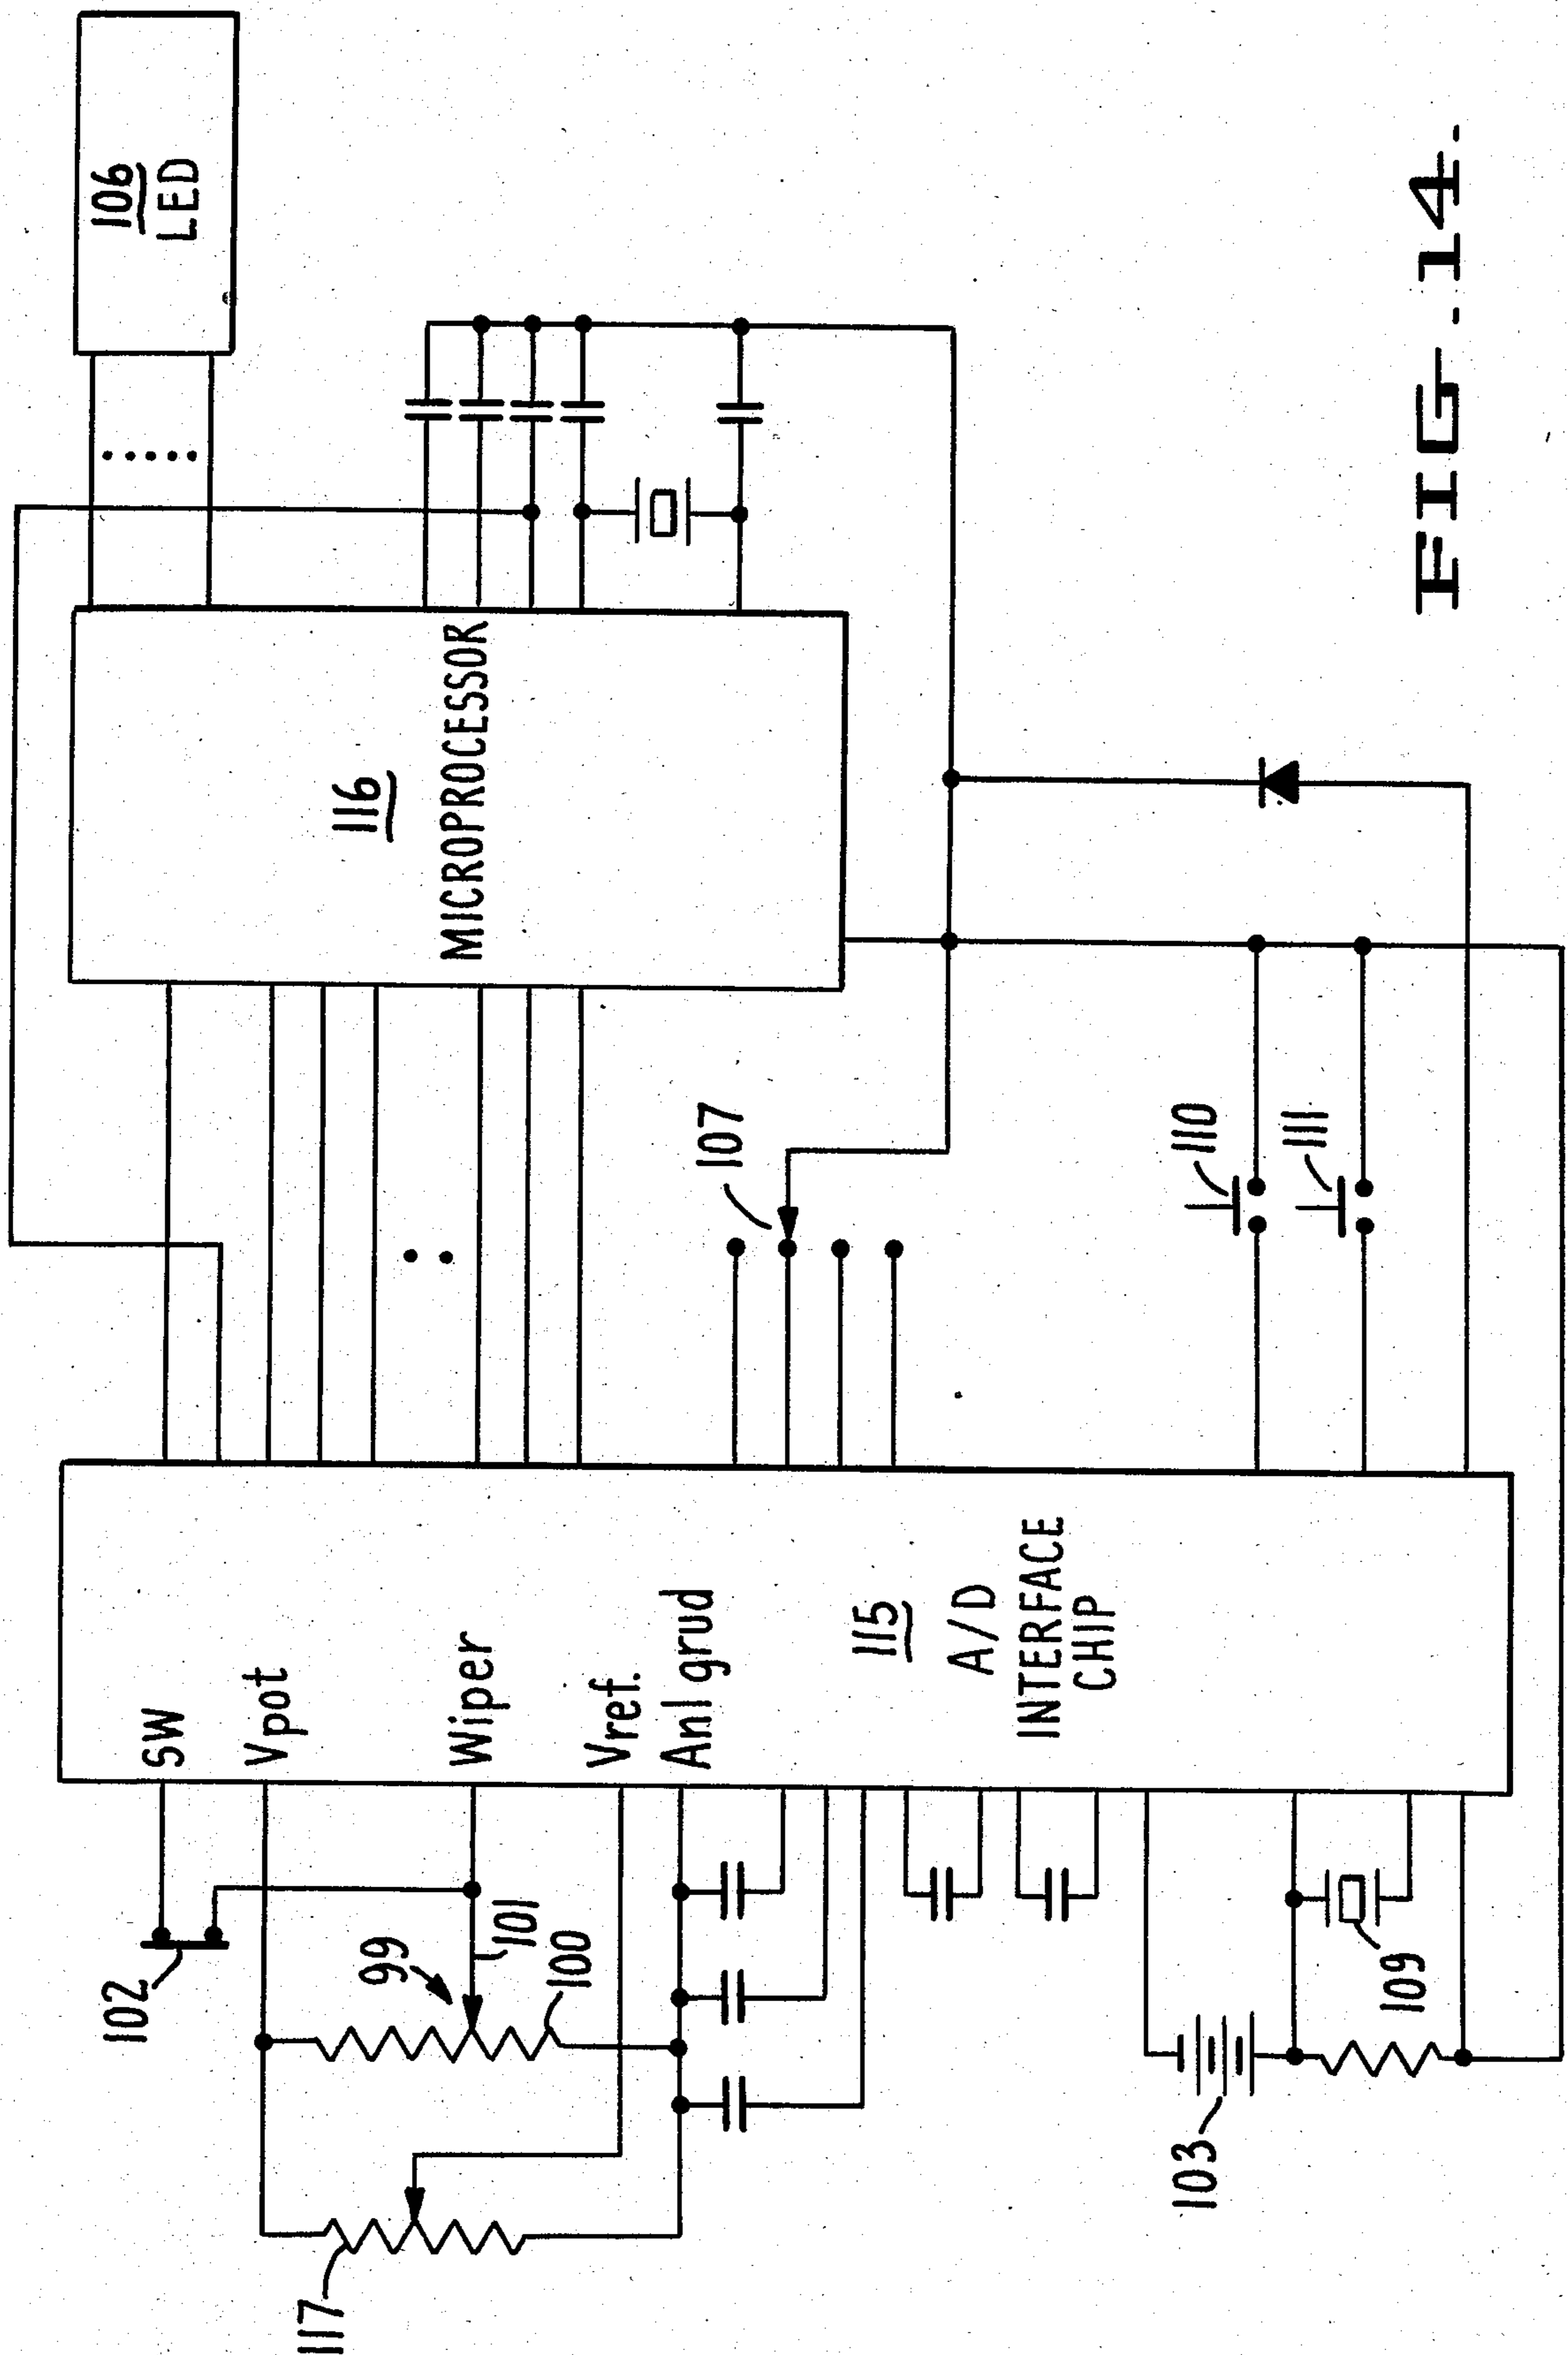 117
102
99
101
100
103
109
SW
Vpot
Wiper
Vref.
Anl grud
115
A/D
INTERFACE
CHIP
107
110
111
116
MICROPROCESSOR
106
LED
FIG. 14.